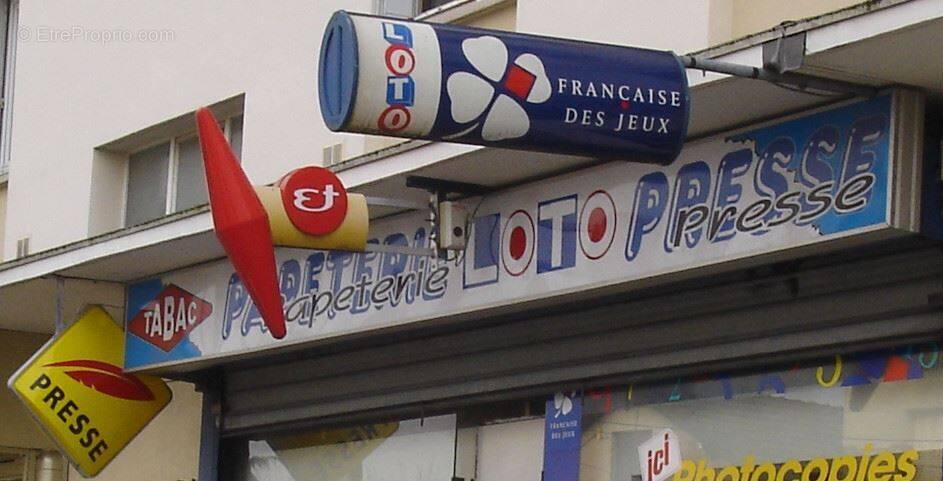 © EtreProprio.com
LOTO
FRANÇAISE
DES JEUX
TABAC
PAPETERIE LOTO PRESSE
Papeterie Presse
PRESSE
FRANÇAISE
DES JEUX
ici
Photocopies